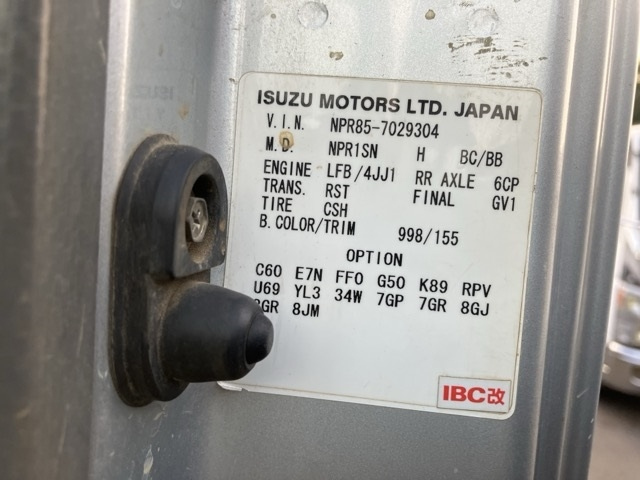 ISUZU MOTORS LTD. JAPAN
V.I.N. NPR85-7029304
M.D. NPR1SN H BC/BB
ENGINE LFB/4JJ1 RR AXLE 6CP
TRANS. RST FINAL GV1
TIRE CSH
B.COLOR/TRIM 998/155
OPTION
C60 E7N FF0 G50 K89 RPV
U69 YL3 34W 7GP 7GR 8GJ
8JM
IBC改